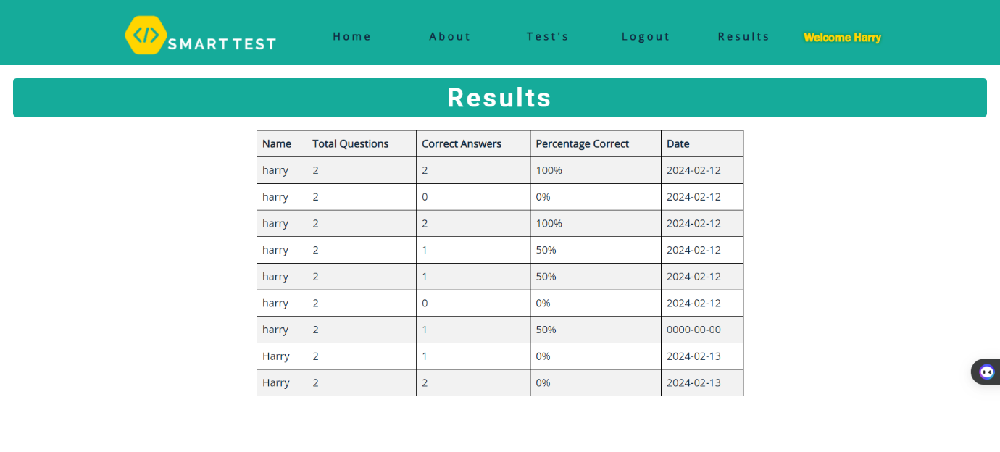 </> SMART TEST Home About Test's Logout Results Welcome Harry
Results
Name Total Questions Correct Answers Percentage Correct Date
harry 2 2 100% 2024-02-12
harry 2 0 0% 2024-02-12
harry 2 2 100% 2024-02-12
harry 2 1 50% 2024-02-12
harry 2 1 50% 2024-02-12
harry 2 0 0% 2024-02-12
harry 2 1 50% 0000-00-00
Harry 2 1 0% 2024-02-13
Harry 2 2 0% 2024-02-13